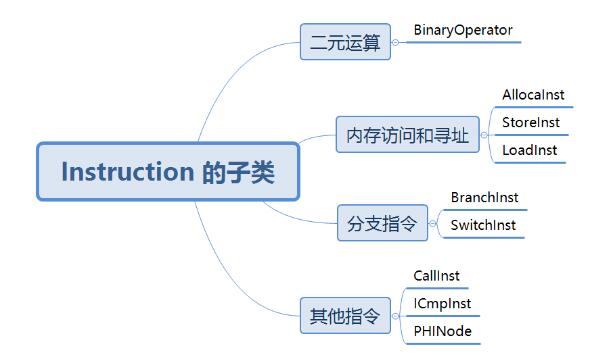 Instruction 的子类
二元运算
BinaryOperator
内存访问和寻址
AllocaInst
StoreInst
LoadInst
分支指令
BranchInst
SwitchInst
其他指令
CallInst
ICmpInst
PHINode